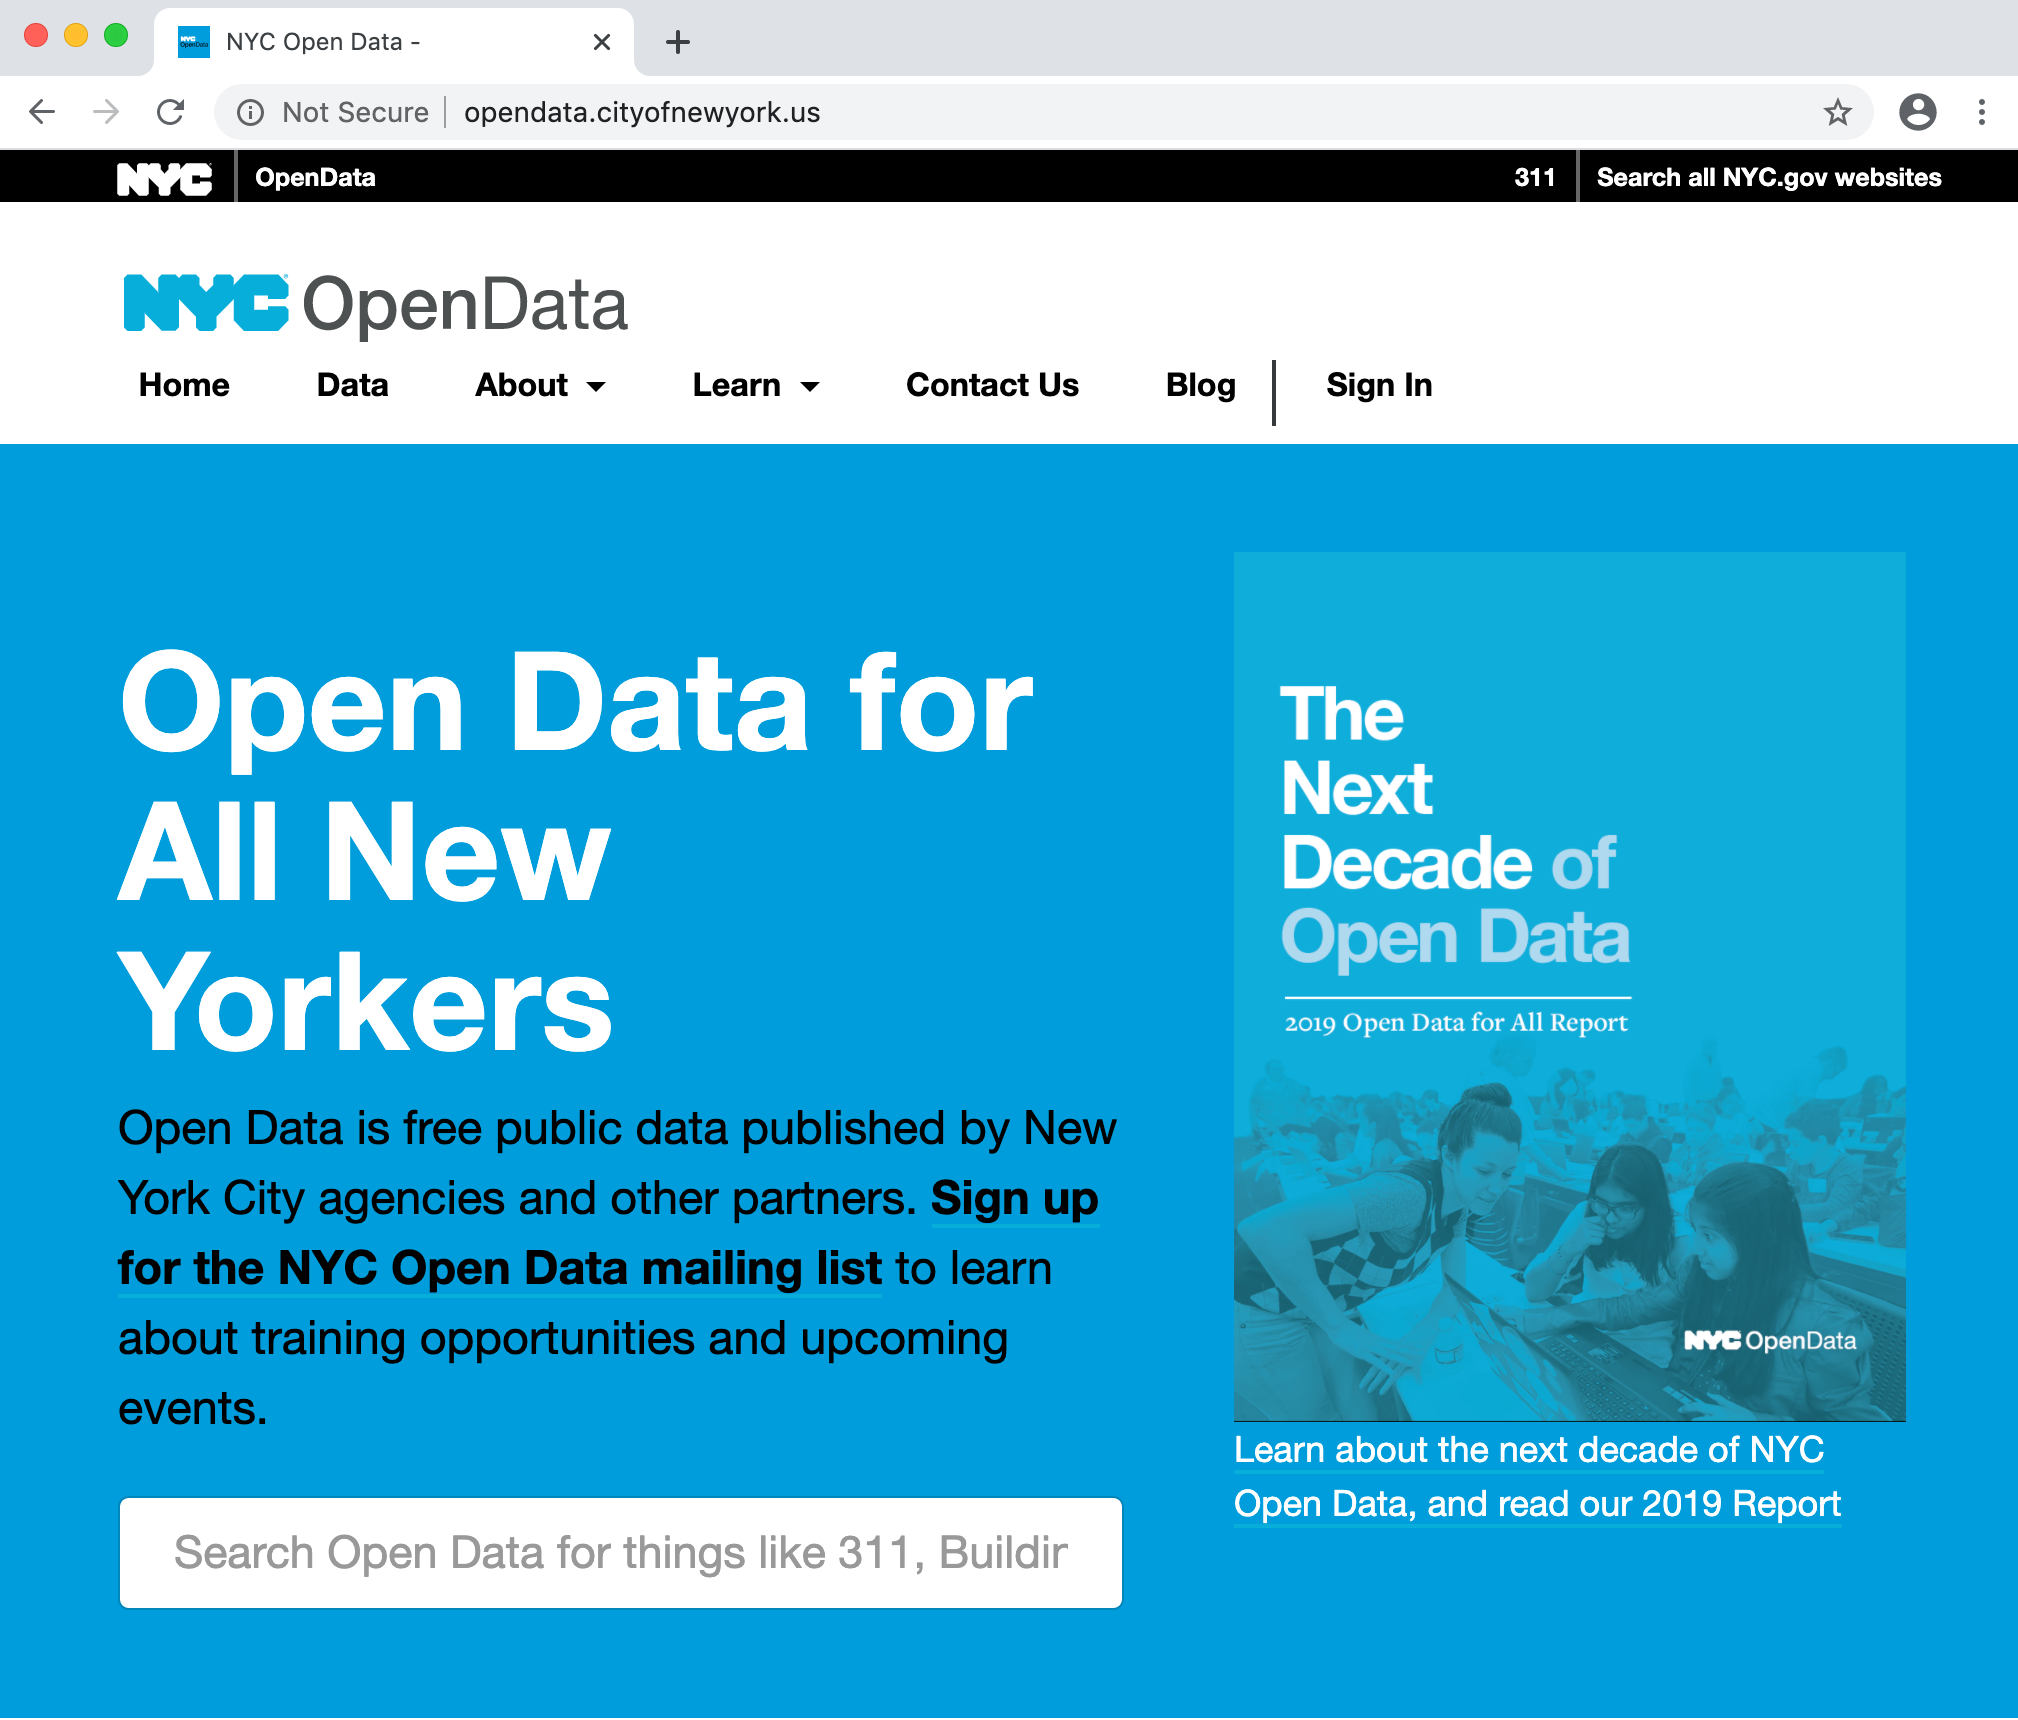 NYC Open Data -
Not Secure opendata.cityofnewyork.us
NYC OpenData 311 Search all NYC.gov websites
NYC OpenData
Home Data About Learn Contact Us Blog Sign In
Open Data for
All New
Yorkers
Open Data is free public data published by New
York City agencies and other partners. Sign up
for the NYC Open Data mailing list to learn
about training opportunities and upcoming
events.
Search Open Data for things like 311, Buildin
The
Next
Decade of
Open Data
2019 Open Data for All Report
NYC OpenData
Learn about the next decade of NYC
Open Data, and read our 2019 Report